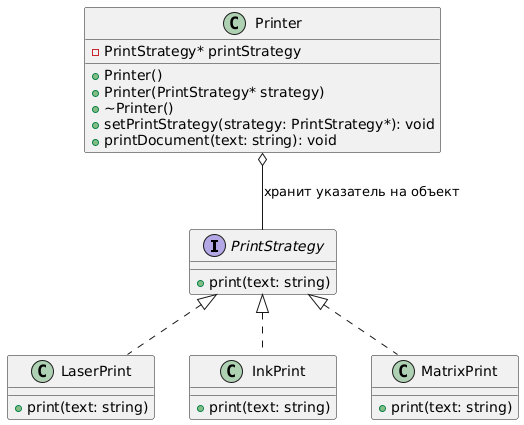 C Printer
PrintStrategy* printStrategy
Printer()
Printer(PrintStrategy* strategy)
~Printer()
setPrintStrategy(strategy: PrintStrategy*): void
printDocument(text: string): void
хранит указатель на объект
I PrintStrategy
print(text: string)
C LaserPrint
print(text: string)
C InkPrint
print(text: string)
C MatrixPrint
print(text: string)